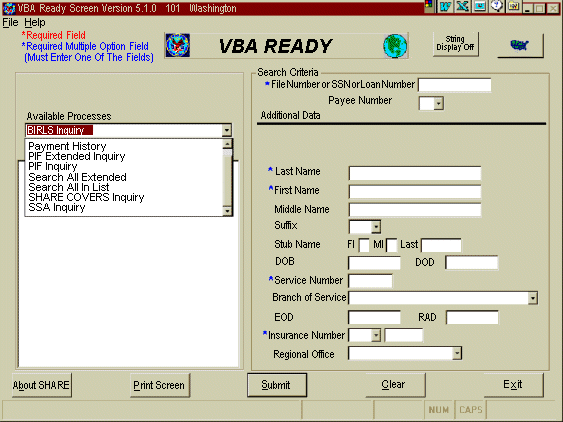 VBA Ready Screen Version 5.1.0 101 Washington
File Help
*Required Field
*Required Multiple Option Field
(Must Enter One Of The Fields)
VBA READY
String
Display Off
Search Criteria
*File Number or SSN or Loan Number
Payee Number
Additional Data
Available Processes
BIRLS Inquiry
Payment History
PIF Extended Inquiry
PIF Inquiry
Search All Extended
Search All In List
SHARE COVERS Inquiry
SSA Inquiry
*Last Name
*First Name
Middle Name
Suffix
Stub Name FI MI Last
DOB DOD
*Service Number
Branch of Service
EOD RAD
*Insurance Number
Regional Office
About SHARE Print Screen Submit Clear Exit
NUM CAPS